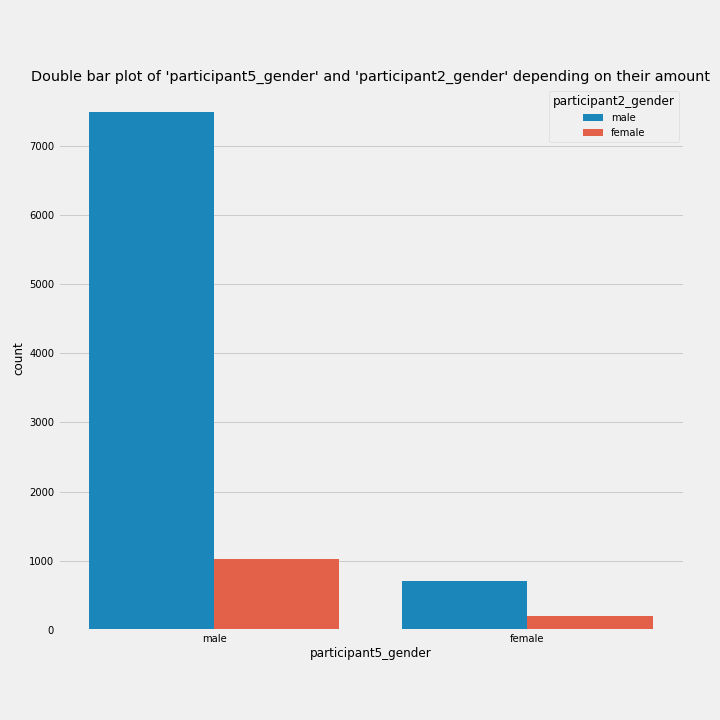 Double bar plot of 'participant5_gender' and 'participant2_gender' depending on their amount
participant2_gender
male
female
7000
6000
5000
4000
3000
2000
1000
0
count
male
female
participant5_gender